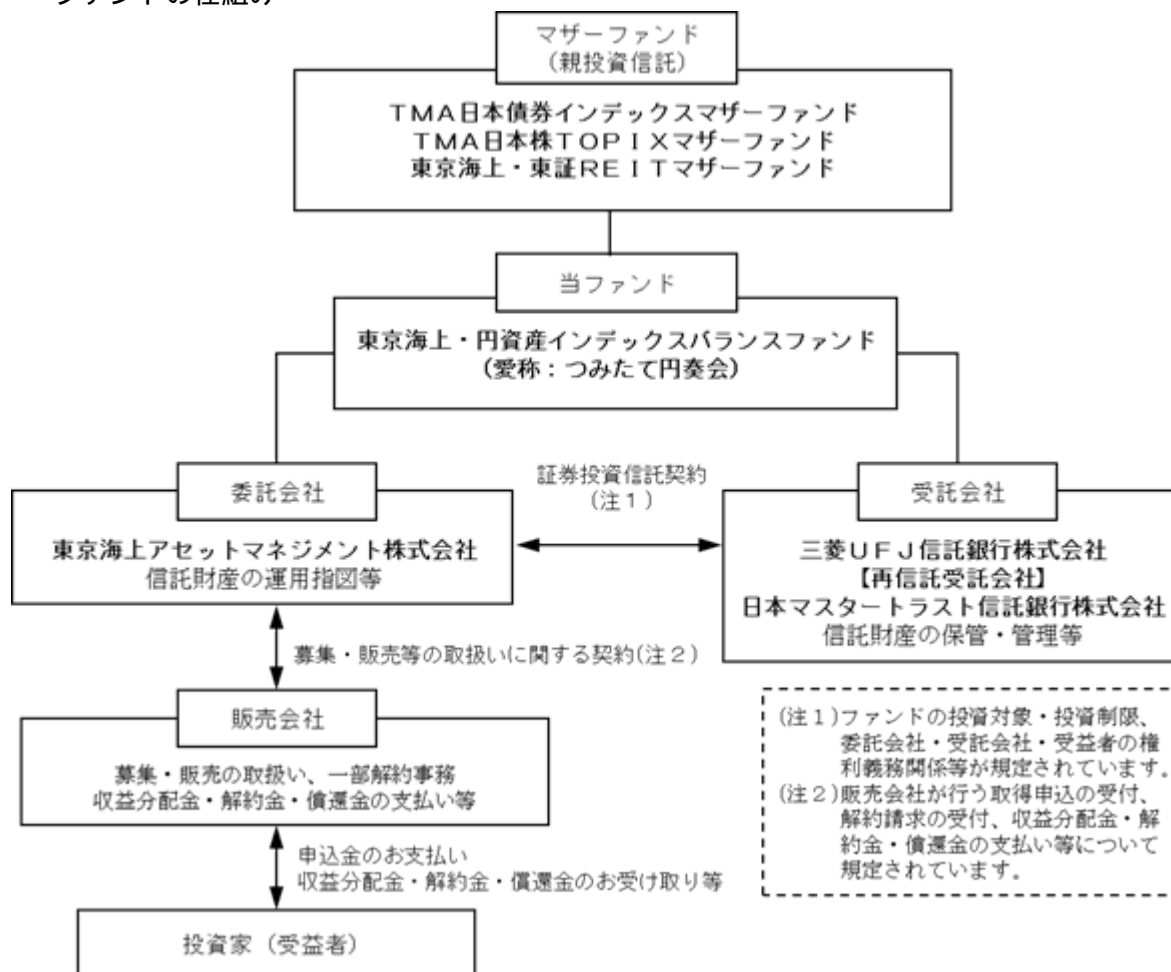 ファンドの仕組み
マザーファンド
(親投資信託)
ＴＭＡ日本債券インデックスマザーファンド
ＴＭＡ日本株ＴＯＰＩＸマザーファンド
東京海上・東証ＲＥＩＴマザーファンド
当ファンド
東京海上・円資産インデックスバランスファンド
(愛称：つみたて円奏会)
委託会社
東京海上アセットマネジメント株式会社
信託財産の運用指図等
証券投資信託契約
(注１)
受託会社
三菱ＵＦＪ信託銀行株式会社
【再信託受託会社】
日本マスタートラスト信託銀行株式会社
信託財産の保管・管理等
募集・販売等の取扱いに関する契約(注２)
販売会社
募集・販売の取扱い、一部解約事務
収益分配金・解約金・償還金の支払い等
(注１)ファンドの投資対象・投資制限、
委託会社・受託会社・受益者の権
利義務関係等が規定されています。
(注２)販売会社が行う取得申込の受付、
解約請求の受付、収益分配金・解
約金・償還金の支払い等について
規定されています。
申込金のお支払い
収益分配金・解約金・償還金のお受け取り等
投資家（受益者）